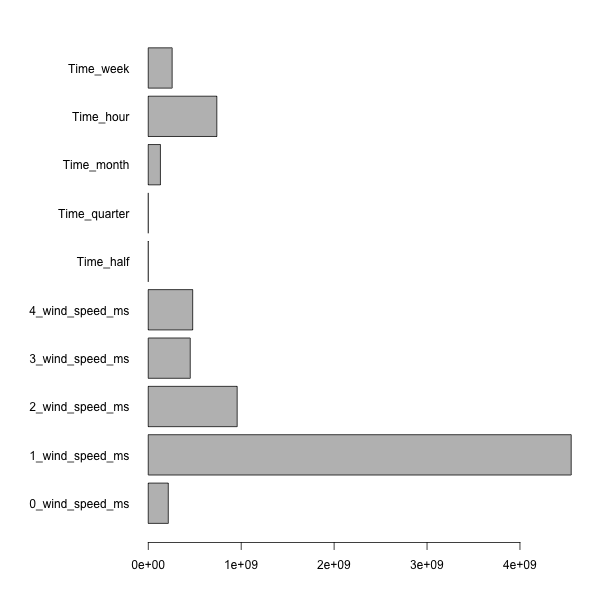 Time_week
Time_hour
Time_month
Time_quarter
Time_half
4_wind_speed_ms
3_wind_speed_ms
2_wind_speed_ms
1_wind_speed_ms
0_wind_speed_ms
0e+00 1e+09 2e+09 3e+09 4e+09